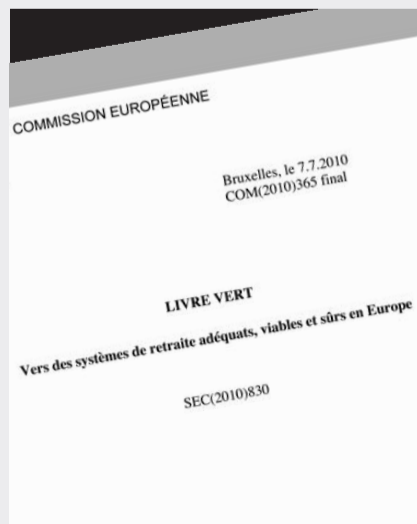 COMMISSION EUROPÉENNE
Bruxelles, le 7.7.2010
COM(2010)365 final
LIVRE VERT
Vers des systèmes de retraite adéquats, viables et sûrs en Europe
SEC(2010)830